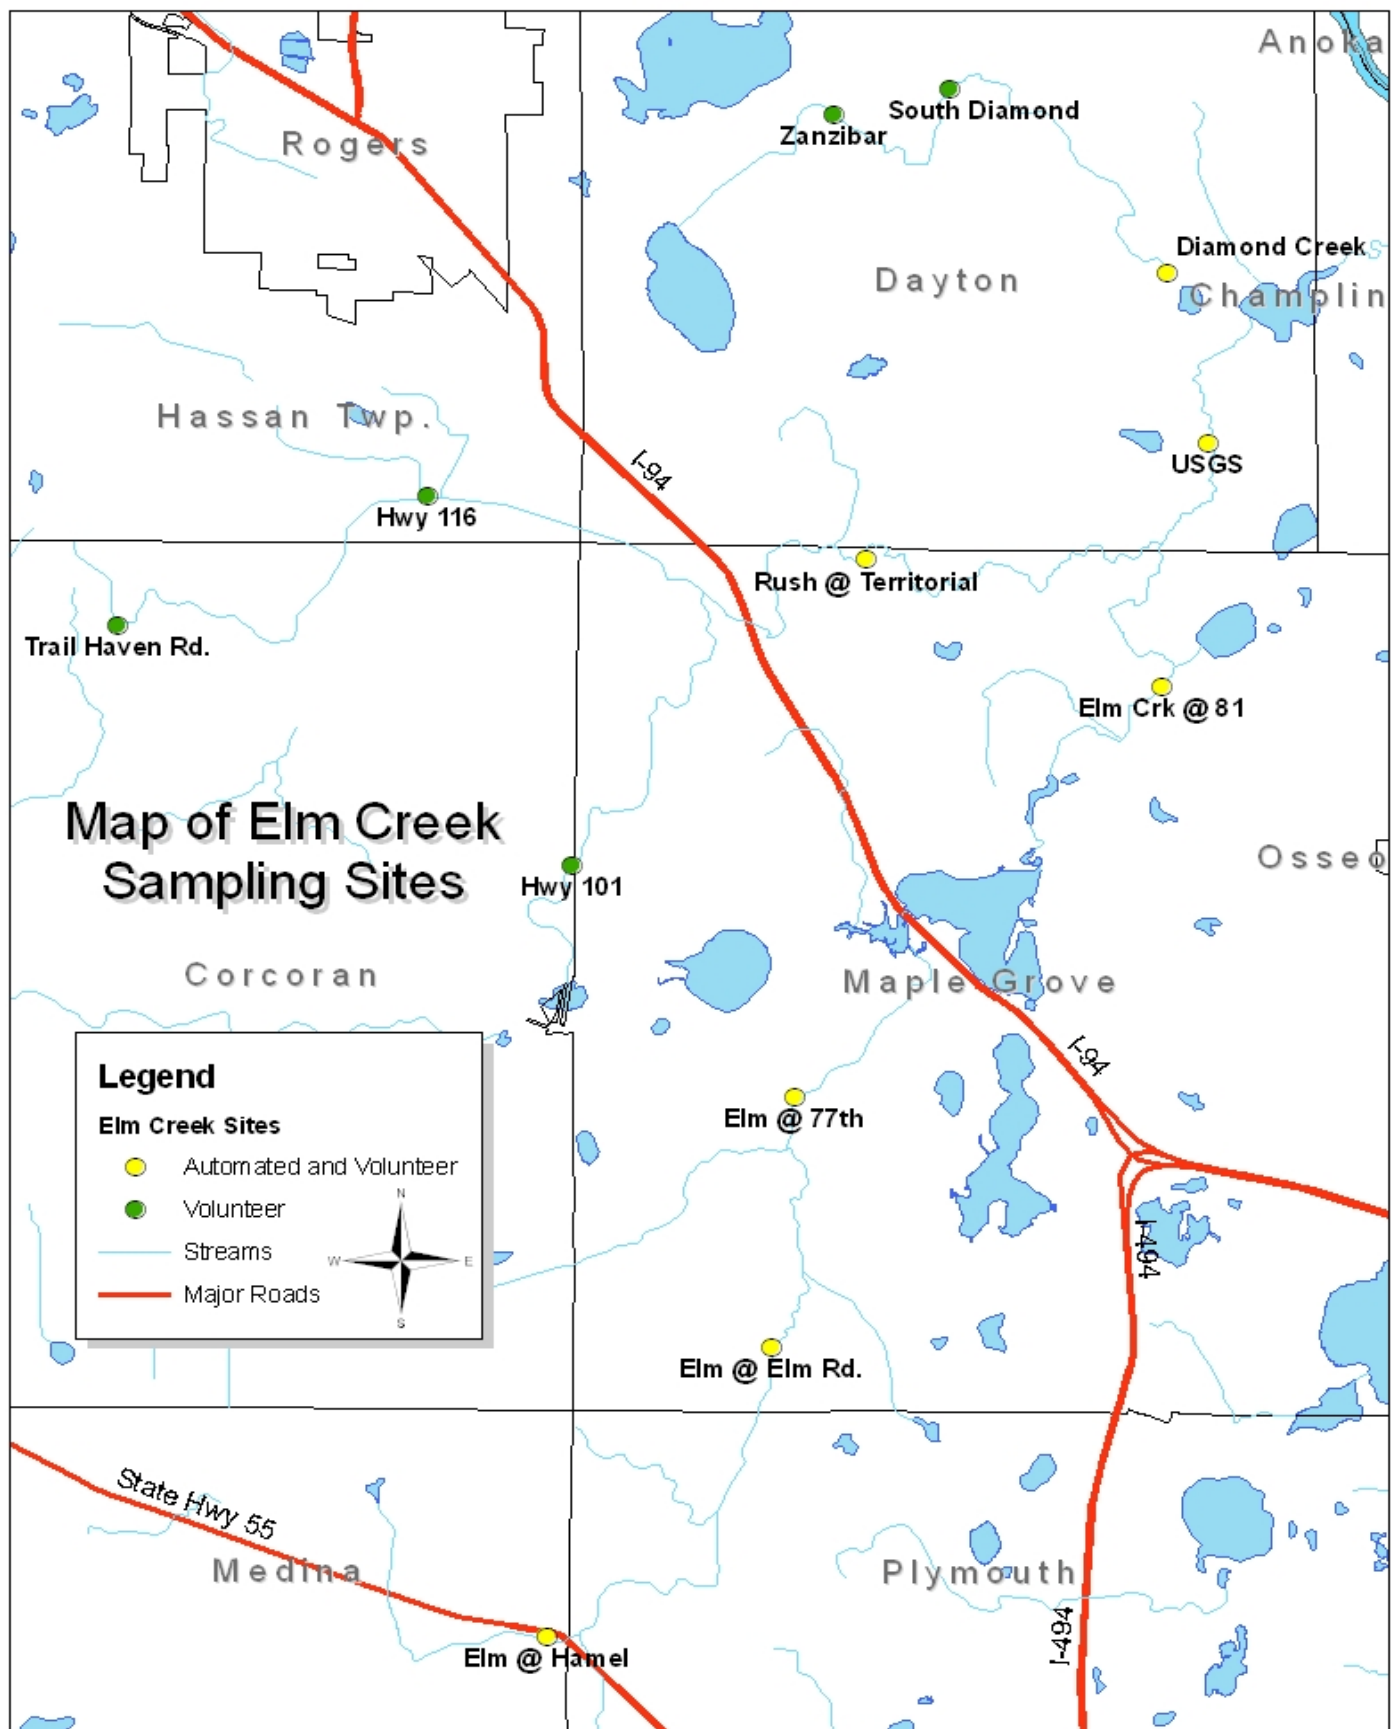 Anoka
South Diamond
Zanzibar
Rogers
Diamond Creek
Dayton
Champlin
Hassan Twp.
I-94
USGS
Hwy 116
Rush @ Territorial
Trail Haven Rd.
Elm Crk @ 81
Map of Elm Creek
Sampling Sites
Osseo
Hwy 101
Corcoran
Maple Grove
I-94
Legend
Elm @ 77th
Elm Creek Sites
Automated and Volunteer
Volunteer
N
Streams
W
E
Major Roads
S
I-494
Elm @ Elm Rd.
State Hwy 55
Medina
Plymouth
I-494
Elm @ Hamel